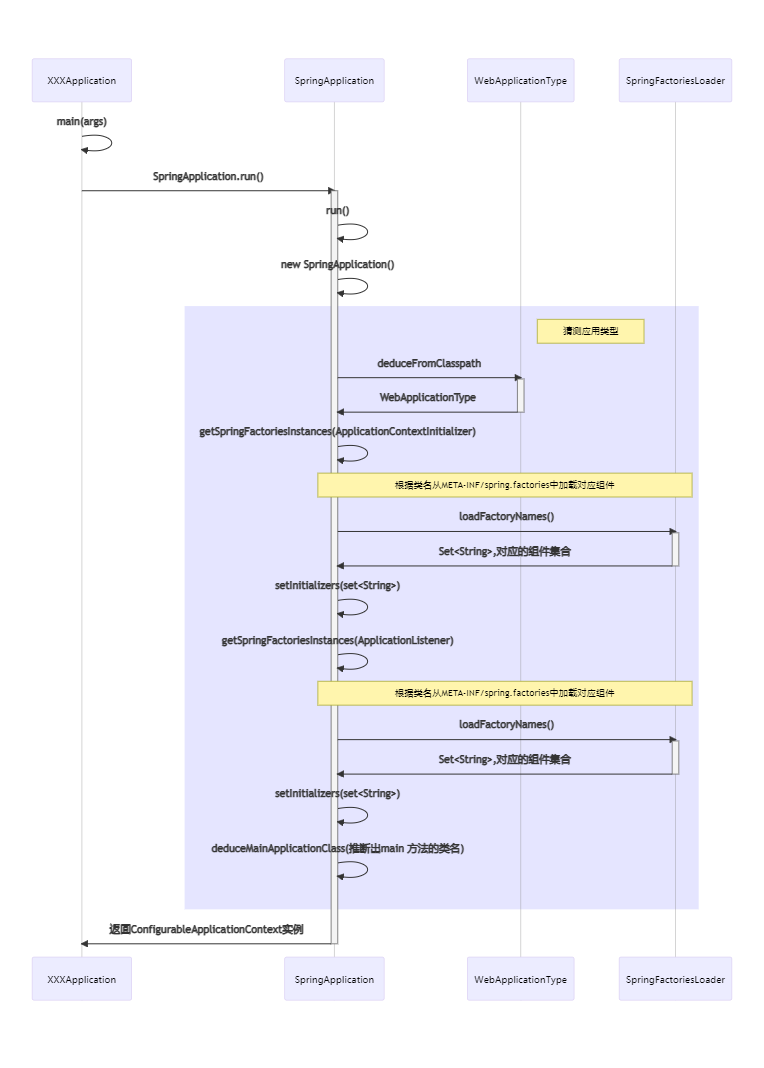 XXXApplication
SpringApplication
WebApplicationType
SpringFactoriesLoader
main(args)
SpringApplication.run()
run()
new SpringApplication()
猜测应用类型
deduceFromClasspath
WebApplicationType
getSpringFactoriesInstances(ApplicationContextInitializer)
根据类名从META-INF/spring.factories中加载对应组件
loadFactoryNames()
Set<String>,对应的组件集合
setInitializers(set<String>)
getSpringFactoriesInstances(ApplicationListener)
根据类名从META-INF/spring.factories中加载对应组件
loadFactoryNames()
Set<String>,对应的组件集合
setInitializers(set<String>)
deduceMainApplicationClass(推断出main 方法的类名)
返回ConfigurableApplicationContext实例
XXXApplication
SpringApplication
WebApplicationType
SpringFactoriesLoader